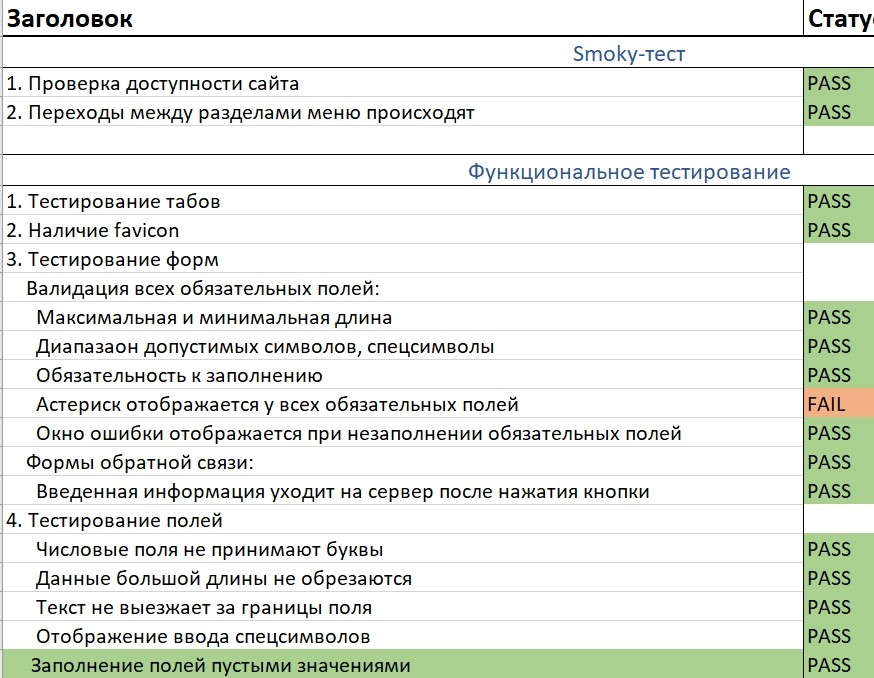 Заголовок Стату
Smoky-тест
1. Проверка доступности сайта PASS
2. Переходы между разделами меню происходят PASS
Функциональное тестирование
1. Тестирование табов PASS
2. Наличие favicon PASS
3. Тестирование форм
Валидация всех обязательных полей:
Максимальная и минимальная длина PASS
Диапазаон допустимых символов, спецсимволы PASS
Обязательность к заполнению PASS
Астериск отображается у всех обязательных полей FAIL
Окно ошибки отображается при незаполнении обязательных полей PASS
Формы обратной связи: PASS
Введенная информация уходит на сервер после нажатия кнопки PASS
4. Тестирование полей
Числовые поля не принимают буквы PASS
Данные большой длины не обрезаются PASS
Текст не выезжает за границы поля PASS
Отображение ввода спецсимволов PASS
Заполнение полей пустыми значениями PASS